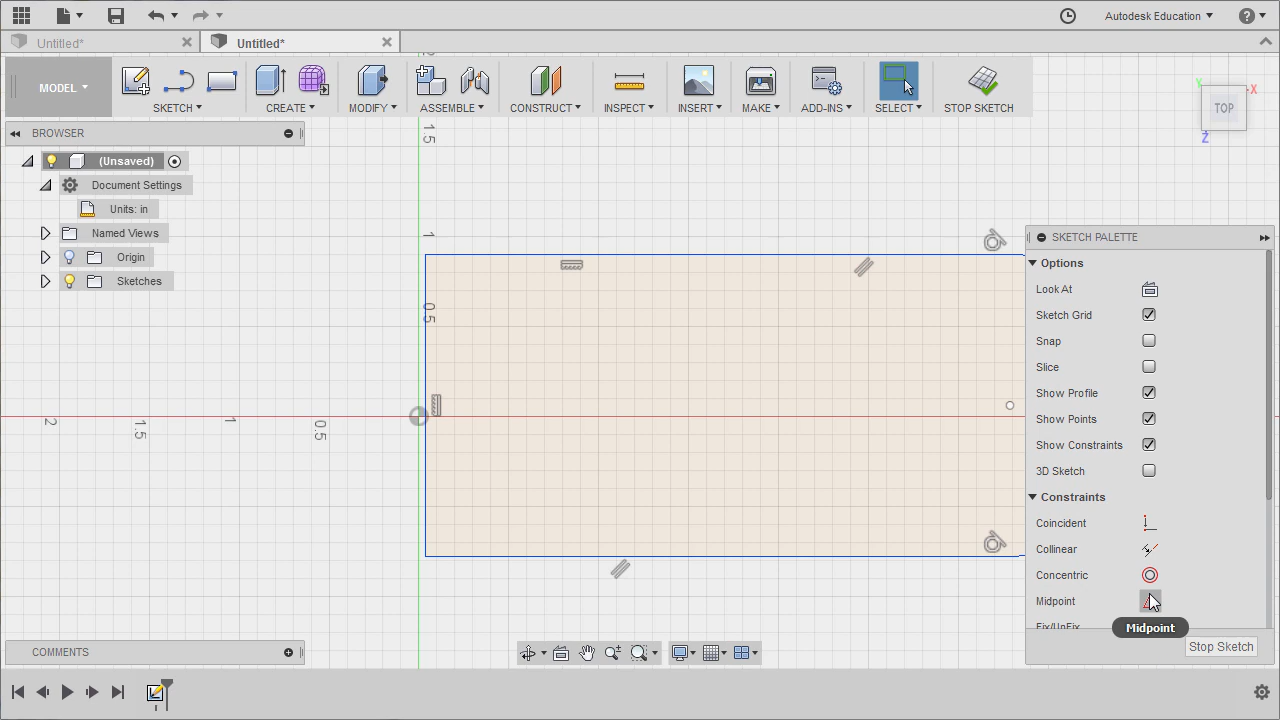 Autodesk Education
Untitled*
Untitled*
MODEL
SKETCH
CREATE
MODIFY
ASSEMBLE
CONSTRUCT
INSPECT
INSERT
MAKE
ADD-INS
SELECT
STOP SKETCH
Y
X
TOP
Z
BROWSER
1.5
(Unsaved)
Document Settings
Units: in
Named Views
Origin
Sketches
1
0.5
2
1.5
1
0.5
SKETCH PALETTE
Options
Look At
Sketch Grid
Snap
Slice
Show Profile
Show Points
Show Constraints
3D Sketch
Constraints
Coincident
Collinear
Concentric
Midpoint
Fix/UnFix
Midpoint
Stop Sketch
COMMENTS